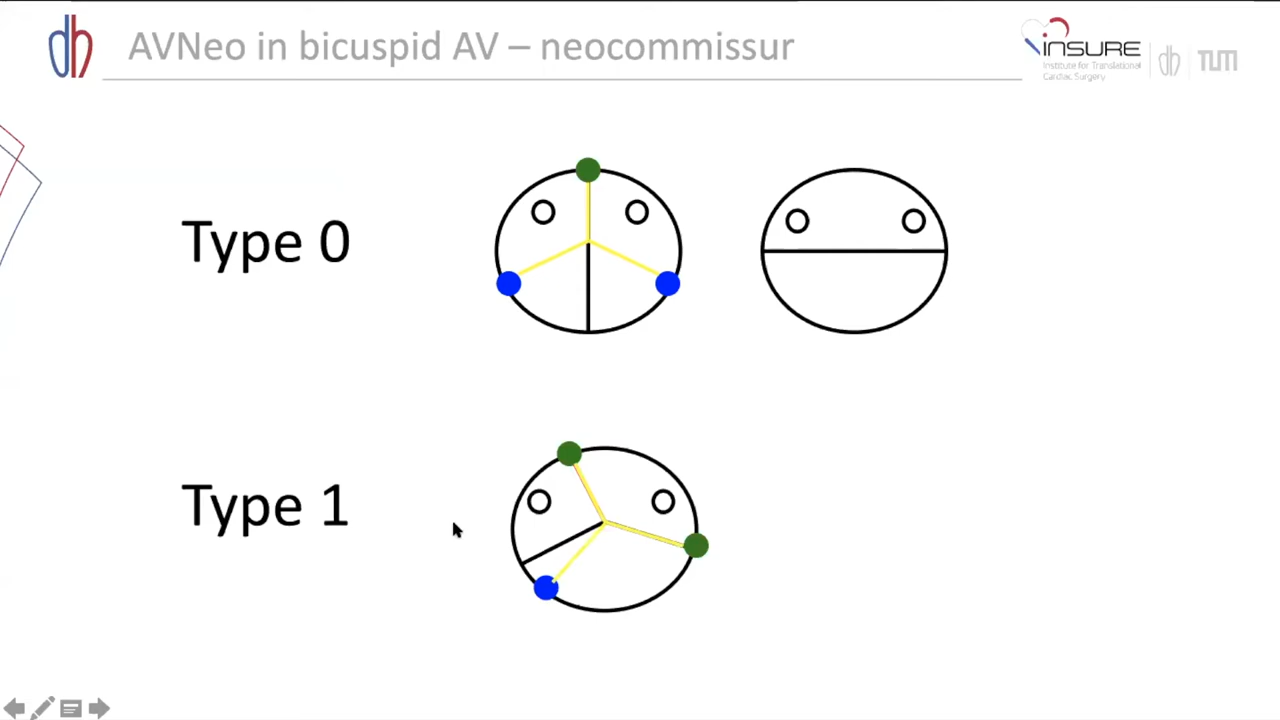 AVNeo in bicuspid AV – neocommissur
INSURE
Institute for Translational
Cardiac Surgery
TUM
Type 0
Type 1